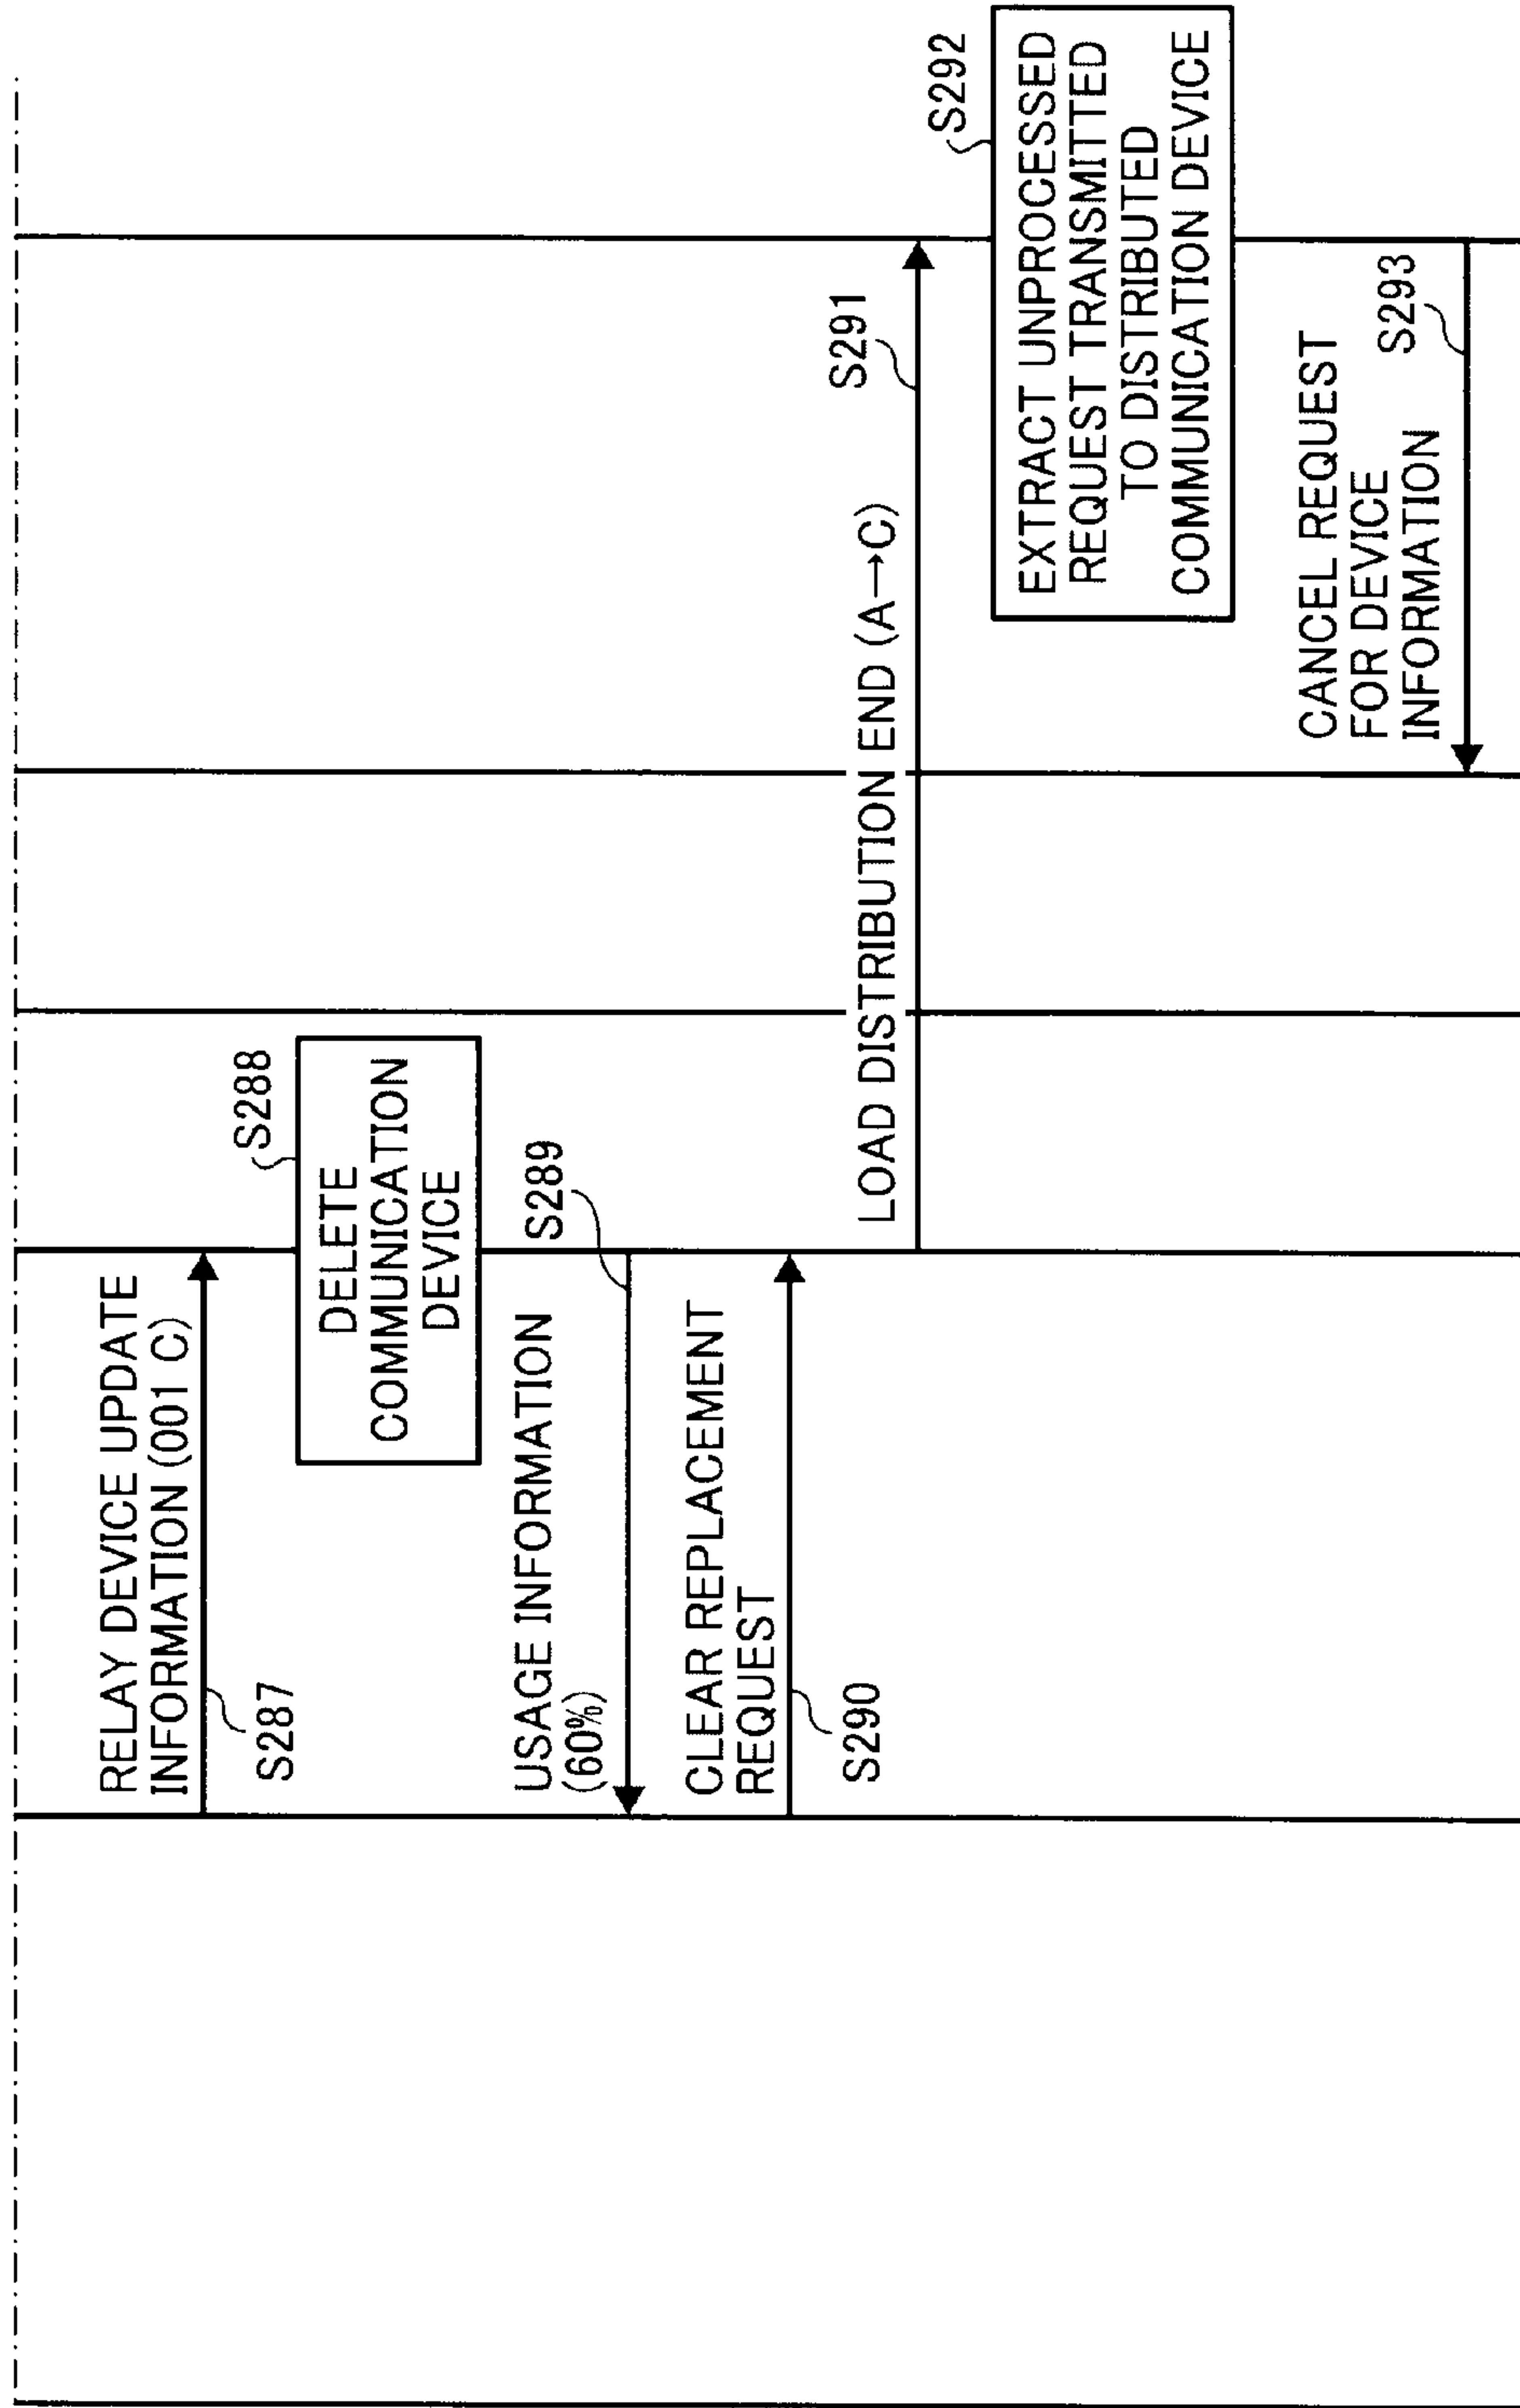 RELAY DEVICE UPDATE
INFORMATION (001 C)
S287
S288
DELETE
COMMUNICATION
DEVICE
USAGE INFORMATION
(60%)
S289
CLEAR REPLACEMENT
REQUEST
S290
LOAD DISTRIBUTION END (A→C)
S291
S292
EXTRACT UNPROCESSED
REQUEST TRANSMITTED
TO DISTRIBUTED
COMMUNICATION DEVICE
CANCEL REQUEST
FOR DEVICE
INFORMATION
S293